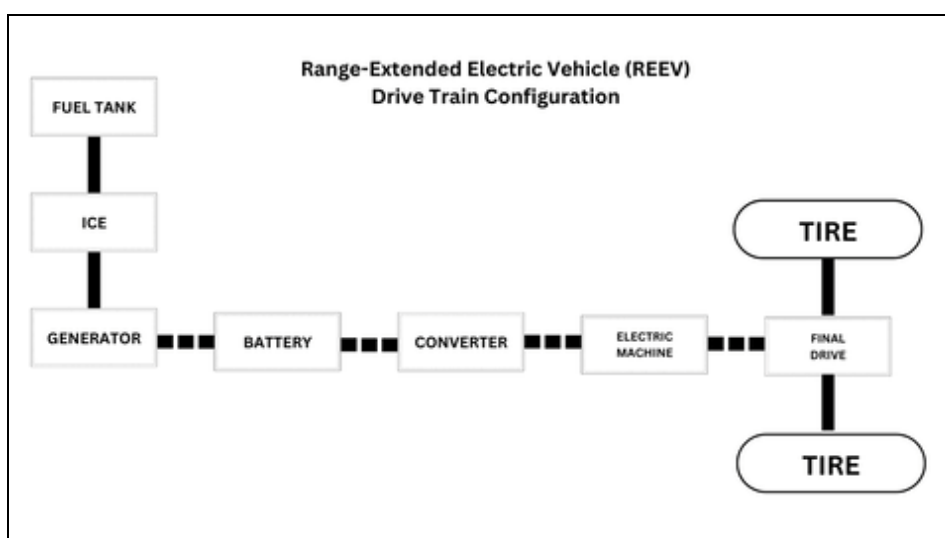 Range-Extended Electric Vehicle (REEV)
Drive Train Configuration
FUEL TANK
ICE
GENERATOR
BATTERY
CONVERTER
ELECTRIC
MACHINE
FINAL
DRIVE
TIRE
TIRE